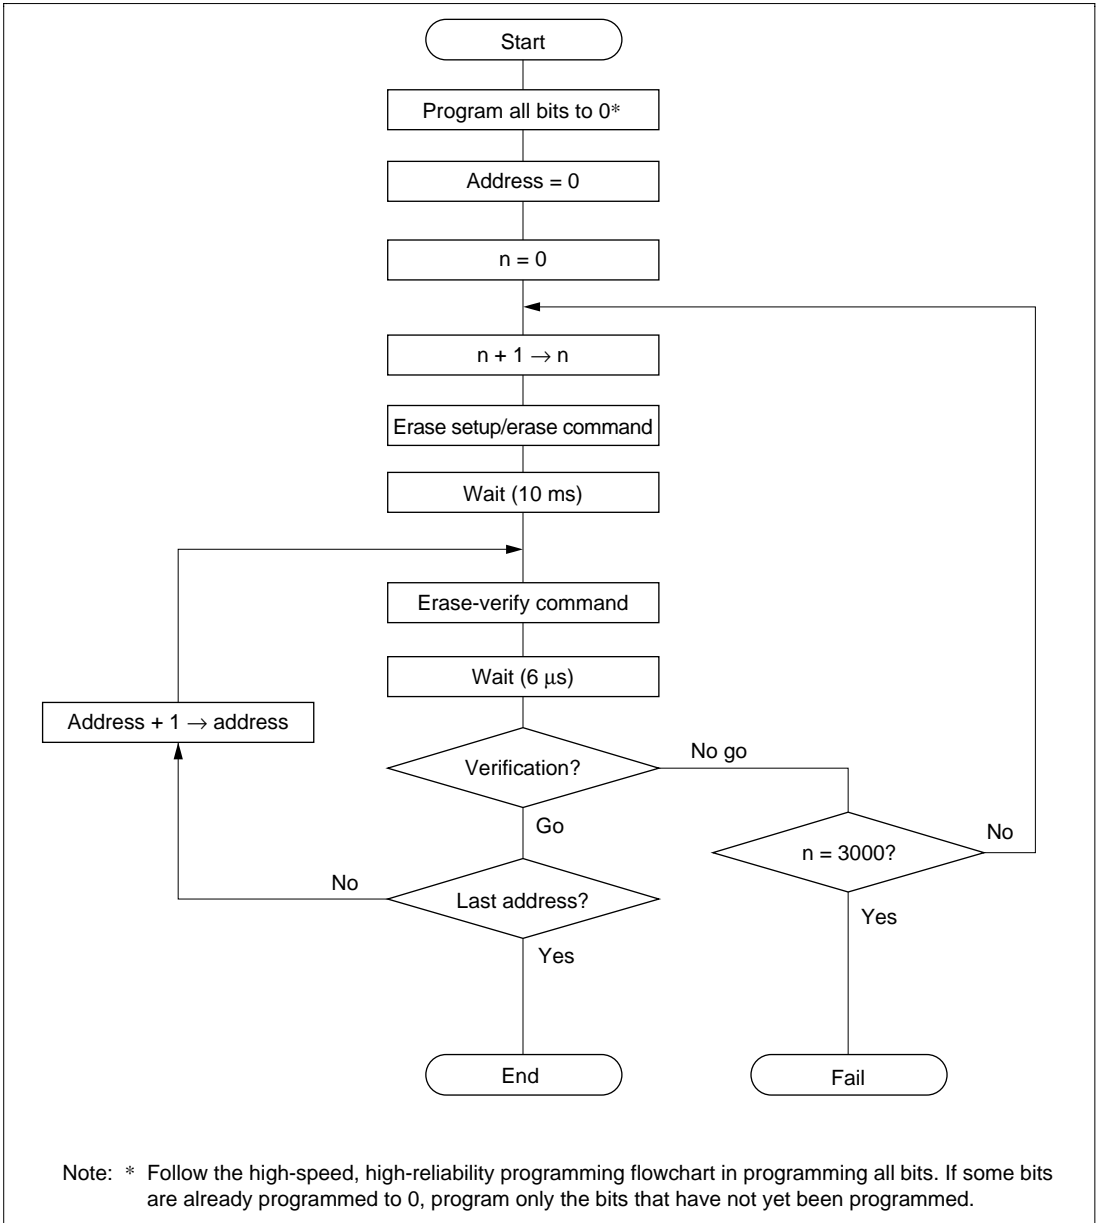 Start
Program all bits to 0*
Address = 0
n = 0
n + 1 → n
Erase setup/erase command
Wait (10 ms)
Erase-verify command
Wait (6 μs)
Address + 1 → address
Verification?
No go
Go
n = 3000?
No
Last address?
No
Yes
Yes
End
Fail
Note: * Follow the high-speed, high-reliability programming flowchart in programming all bits. If some bits
are already programmed to 0, program only the bits that have not yet been programmed.